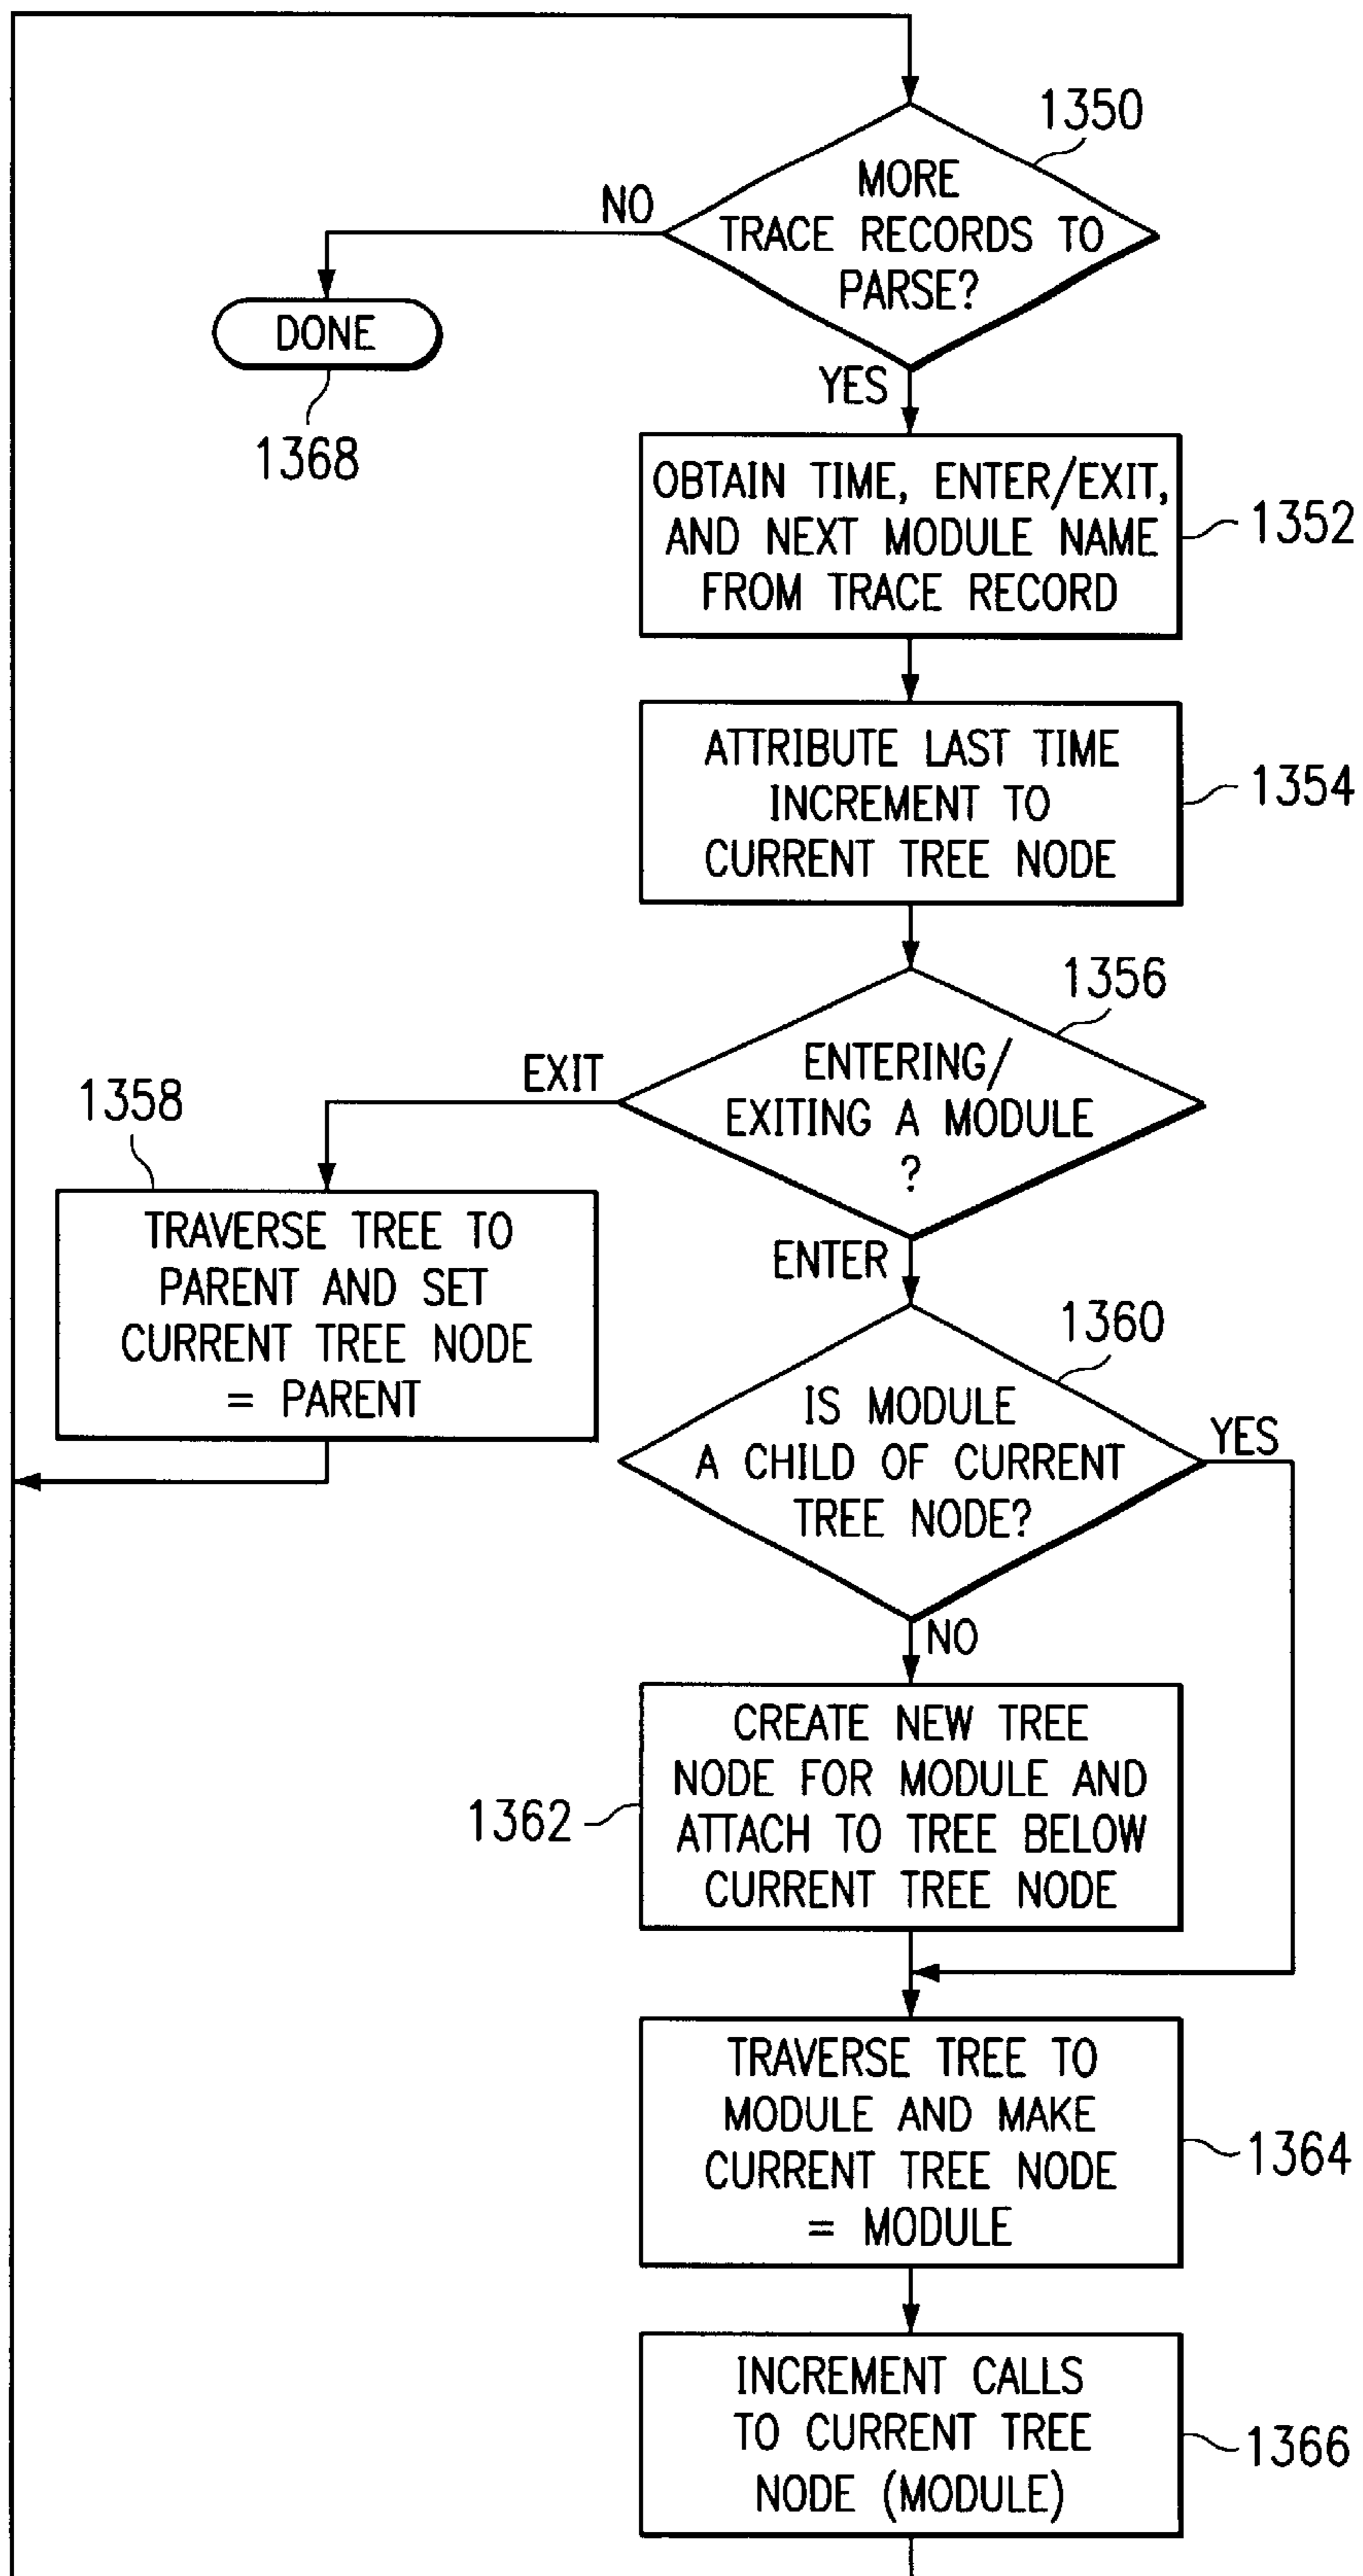 1350
MORE
TRACE RECORDS TO
PARSE?
NO
DONE
1368
YES
OBTAIN TIME, ENTER/EXIT,
AND NEXT MODULE NAME
FROM TRACE RECORD
1352
ATTRIBUTE LAST TIME
INCREMENT TO
CURRENT TREE NODE
1354
1356
ENTERING/
EXITING A MODULE
?
EXIT
1358
TRAVERSE TREE TO
PARENT AND SET
CURRENT TREE NODE
= PARENT
ENTER
1360
IS MODULE
A CHILD OF CURRENT
TREE NODE?
YES
NO
CREATE NEW TREE
NODE FOR MODULE AND
ATTACH TO TREE BELOW
CURRENT TREE NODE
1362
TRAVERSE TREE TO
MODULE AND MAKE
CURRENT TREE NODE
= MODULE
1364
INCREMENT CALLS
TO CURRENT TREE
NODE (MODULE)
1366